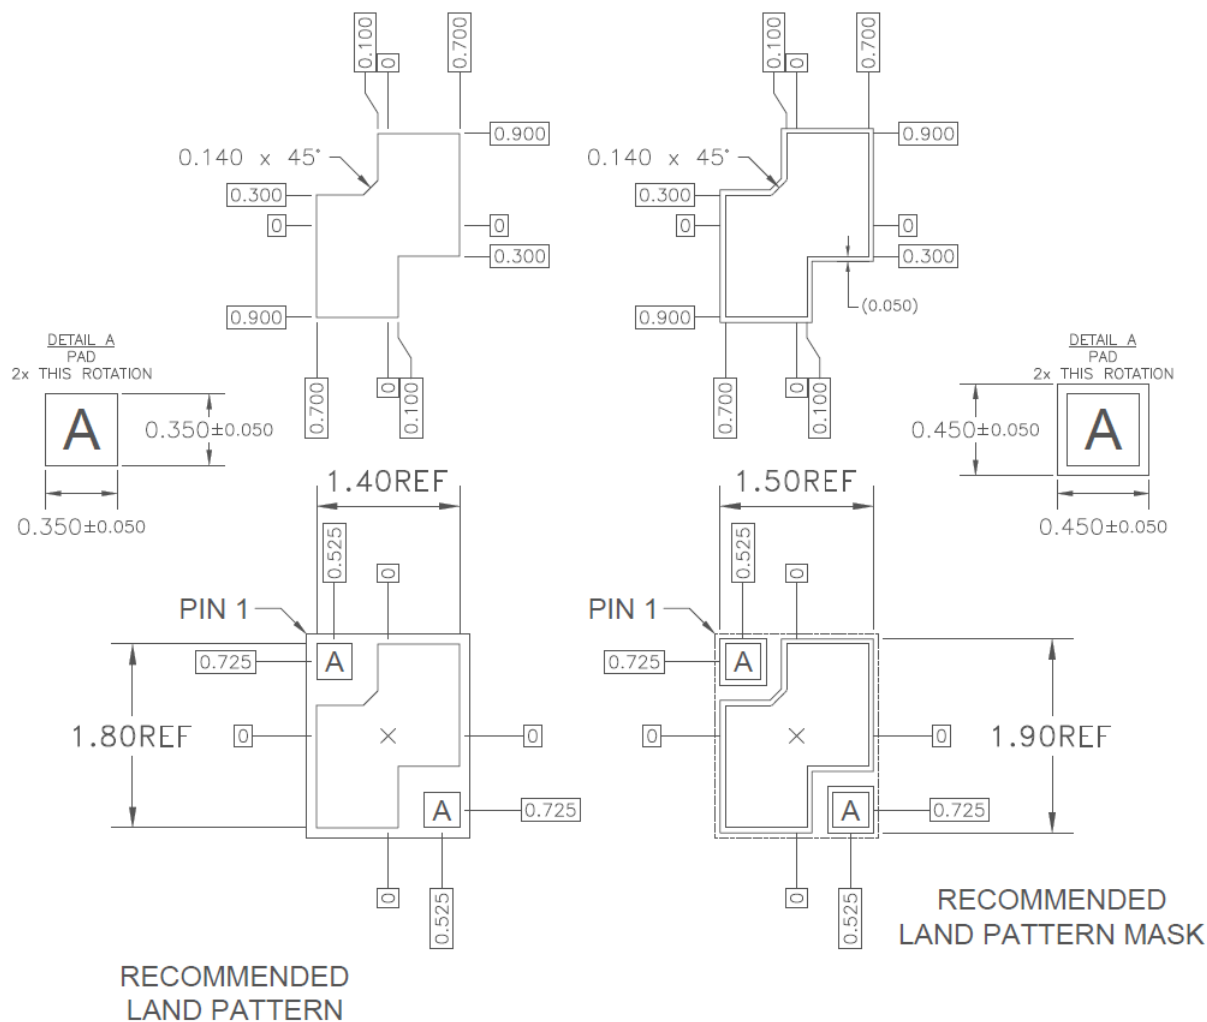 0.100
0
0.700
0.100
0
0.700
0.900
0.900
0.140 x 45°
0.140 x 45°
0.300
0.300
0
0
0
0
0.300
0.300
(0.050)
0.900
0.900
DETAIL A
PAD
2x THIS ROTATION
A
0.350±0.050
0.350±0.050
0.700
0
0.100
0.700
0
0.100
DETAIL A
PAD
2x THIS ROTATION
A
0.450±0.050
0.450±0.050
1.40REF
1.50REF
0.525
0
0.525
0
PIN 1
PIN 1
0.725
A
0.725
A
1.80REF
0
0
0
0
1.90REF
A
0.725
A
0.725
0
0.525
0
0.525
RECOMMENDED
LAND PATTERN MASK
RECOMMENDED
LAND PATTERN